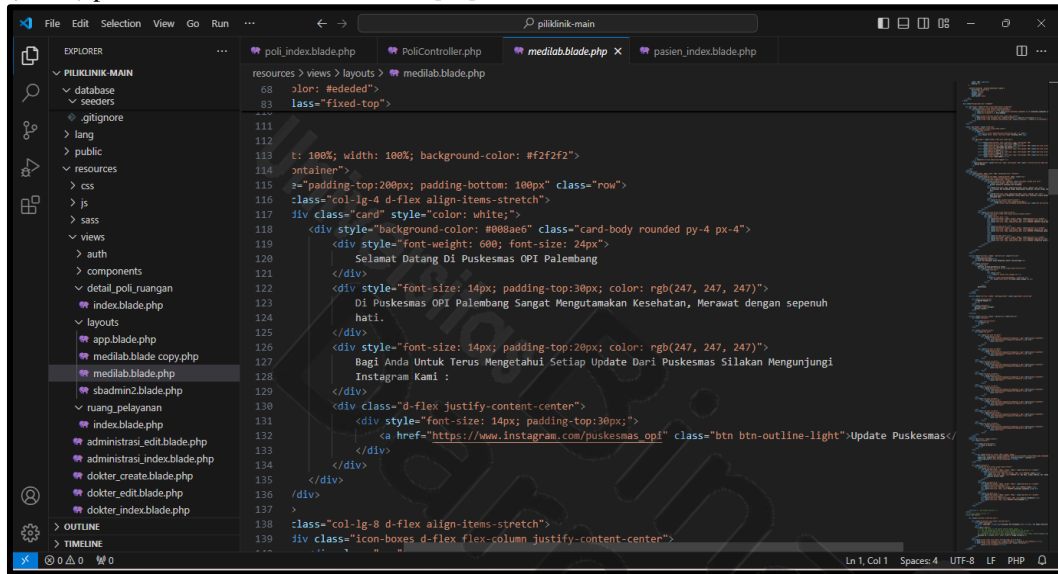 File Edit Selection View Go Run ··· piliklinik-main
EXPLORER ···
poli_index.blade.php PoliController.php medilab.blade.php pasien_index.blade.php
PILIKLINIK-MAIN
database
seeders
.gitignore
lang
public
resources
css
js
sass
views
auth
components
detail_poli_ruangan
index.blade.php
layouts
app.blade.php
medilab.blade copy.php
medilab.blade.php
sbadmin2.blade.php
ruang_pelayanan
index.blade.php
administrasi_edit.blade.php
administrasi_index.blade.php
dokter_create.blade.php
dokter_edit.blade.php
dokter_index.blade.php
OUTLINE
TIMELINE
resources > views > layouts > medilab.blade.php
68 olor: #ededed">
83 lass="fixed-top">
111
112
113 t: 100%; width: 100%; background-color: #f2f2f2">
114 ontainer">
115 e="padding-top:200px; padding-bottom: 100px" class="row">
116 class="col-lg-4 d-flex align-items-stretch">
117 div class="card" style="color: white;">
118 <div style="background-color: #008ae6" class="card-body rounded py-4 px-4">
119 <div style="font-weight: 600; font-size: 24px">
120 Selamat Datang Di Puskesmas OPI Palembang
121 </div>
122 <div style="font-size: 14px; padding-top:30px; color: rgb(247, 247, 247)">
123 Di Puskesmas OPI Palembang Sangat Mengutamakan Kesehatan, Merawat dengan sepenuh
124 hati.
125 </div>
126 <div style="font-size: 14px; padding-top:20px; color: rgb(247, 247, 247)">
127 Bagi Anda Untuk Terus Mengetahui Setiap Update Dari Puskesmas Silakan Mengunjungi
128 Instagram Kami :
129 </div>
130 <div class="d-flex justify-content-center">
131 <div style="font-size: 14px; padding-top:30px;">
132 <a href="https://www.instagram.com/puskesmas_opi" class="btn btn-outline-light">Update Puskesmas</
133 </div>
134 </div>
135 </div>
136 /div>
137 >
138 class="col-lg-8 d-flex align-items-stretch">
139 div class="icon-boxes d-flex flex-column justify-content-center">
0 0 0 Ln 1, Col 1 Spaces: 4 UTF-8 LF PHP